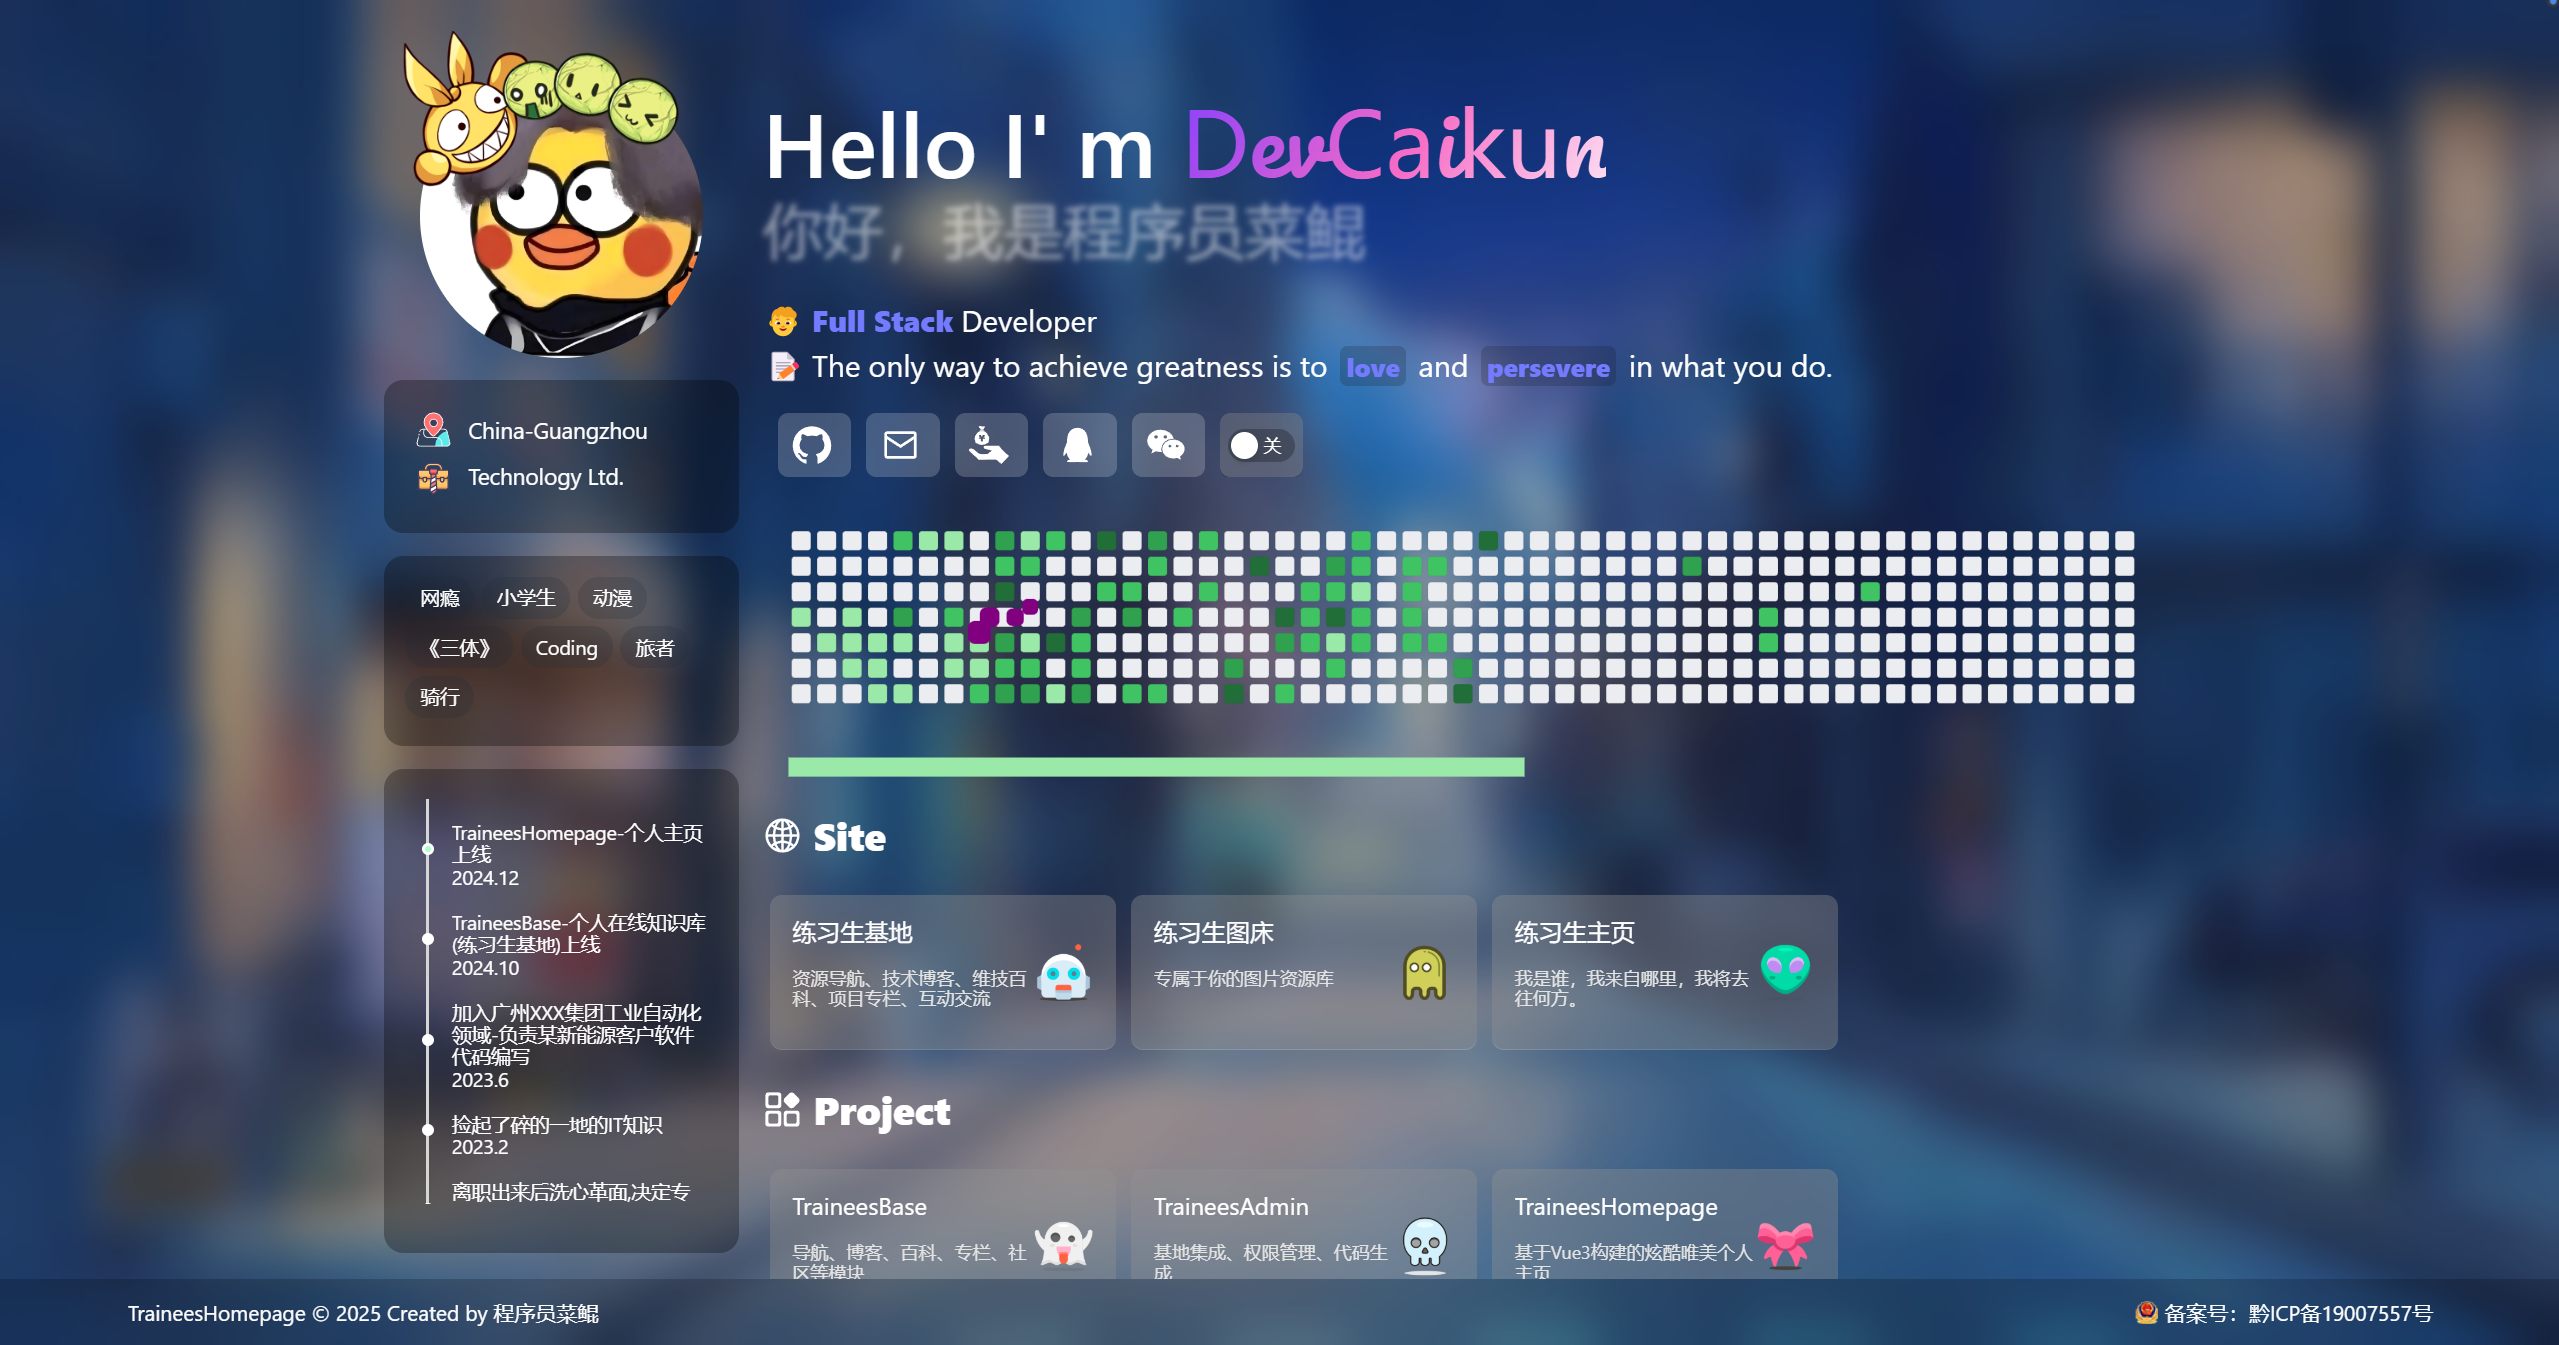 Hello I' m DevCaikun
你好，我是程序员菜鲲
Full Stack Developer
The only way to achieve greatness is to love and persevere in what you do.
关
China-Guangzhou
Technology Ltd.
网瘾 小学生 动漫
《三体》 Coding 旅者
骑行
TraineesHomepage-个人主页
上线
2024.12
TraineesBase-个人在线知识库
(练习生基地)上线
2024.10
加入广州XXX集团工业自动化
领域-负责某新能源客户软件
代码编写
2023.6
捡起了碎的一地的IT知识
2023.2
离职出来后洗心革面,决定专
Site
练习生基地
资源导航、技术博客、维技百
科、项目专栏、互动交流
练习生图床
专属于你的图片资源库
练习生主页
我是谁，我来自哪里，我将去
往何方。
Project
TraineesBase
导航、博客、百科、专栏、社
区等模块
TraineesAdmin
基地集成、权限管理、代码生
成
TraineesHomepage
基于Vue3构建的炫酷唯美个人
主页
TraineesHomepage © 2025 Created by 程序员菜鲲
备案号：黔ICP备19007557号